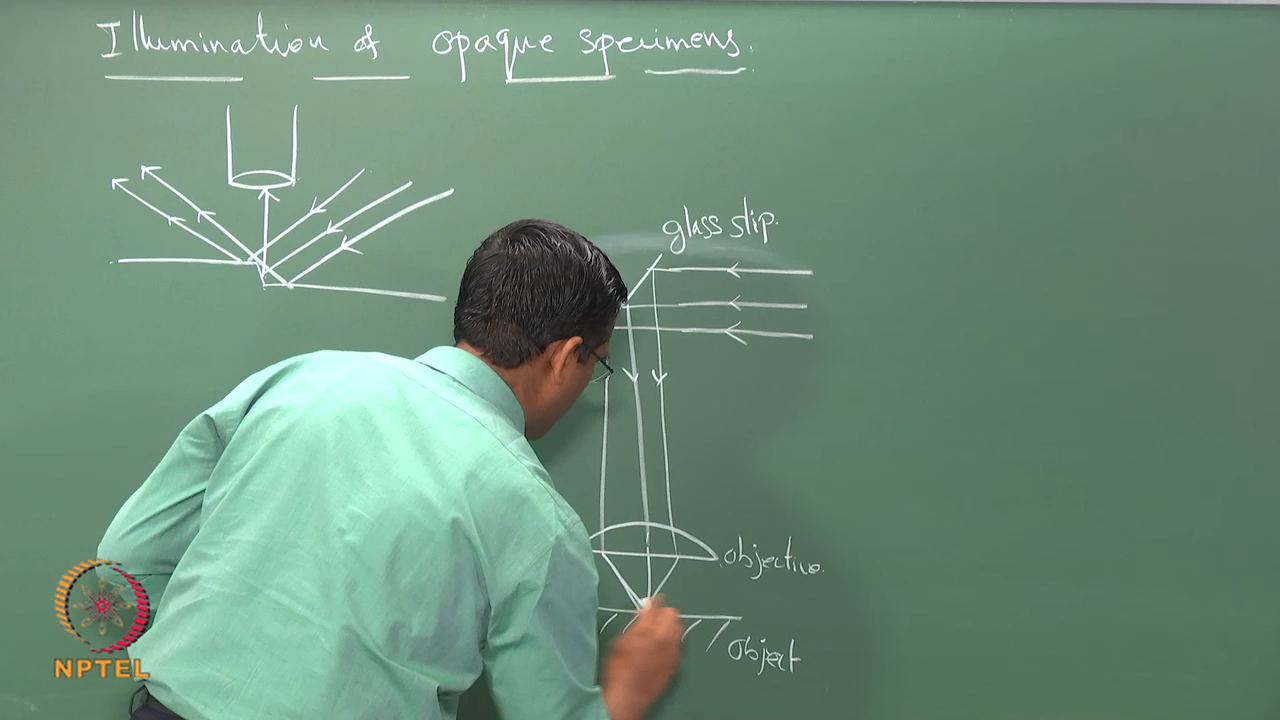 Illumination of opaque specimens.
glass slip.
objective.
object
NPTEL